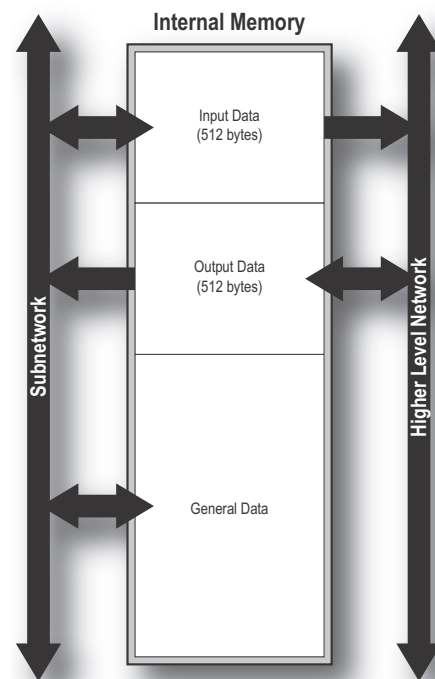 Internal Memory
Input Data
(512 bytes)
Output Data
(512 bytes)
General Data
Subnetwork
Higher Level Network